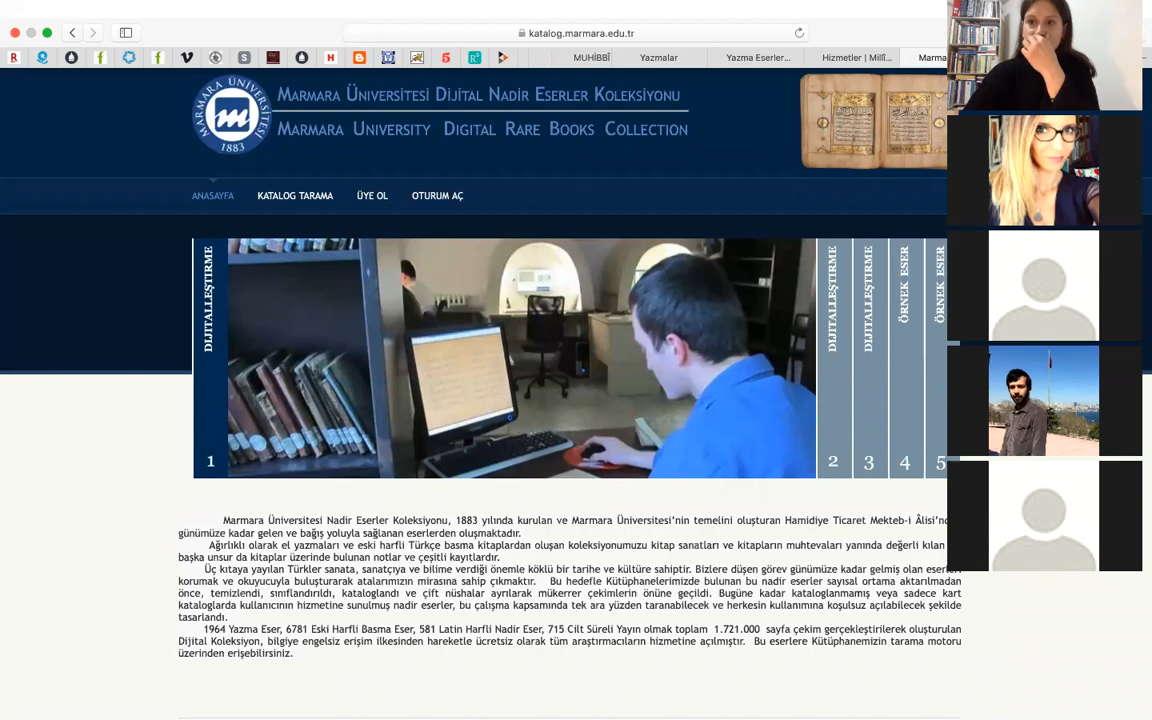 katalog.marmara.edu.tr
R
H
S
5
MUHİBBÎ
Yazmalar
Yazma Eserler...
Hizmetler | Millî...
Marma
MARMARA ÜNİVERSİTESİ
1883
MARMARA ÜNİVERSİTESİ DİJİTAL NADİR ESERLER KOLEKSİYONU
MARMARA UNIVERSITY DIGITAL RARE BOOKS COLLECTION
ANASAYFA
KATALOG TARAMA
ÜYE OL
OTURUM AÇ
DİJİTALLEŞTİRME
1
DİJİTALLEŞTİRME
2
DİJİTALLEŞTİRME
3
ÖRNEK ESER
4
ÖRNEK ESER
5
Marmara Üniversitesi Nadir Eserler Koleksiyonu, 1883 yılında kurulan ve Marmara Üniversitesi'nin temelini oluşturan Hamidiye Ticaret Mekteb-i Âlisi'nd
günümüze kadar gelen ve bağış yoluyla sağlanan eserlerden oluşmaktadır.
Ağırlıklı olarak el yazmaları ve eski harfli Türkçe basma kitaplardan oluşan koleksiyonumuzu kitap sanatları ve kitapların muhtevaları yanında değerli kılan
başka unsur da kitaplar üzerinde bulunan notlar ve çeşitli kayıtlardır.
Üç kıtaya yayılan Türkler sanata, sanatçıya ve bilime verdiği önemle köklü bir tarihe ve kültüre sahiptir. Bizlere düşen görev günümüze kadar gelmiş olan eserleri
korumak ve okuyucuyla buluşturarak atalarımızın mirasına sahip çıkmaktır. Bu hedefle Kütüphanelerimizde bulunan bu nadir eserler sayısal ortama aktarılmadan
önce, temizlendi, sınıflandırıldı, kataloglandı ve çift nüshalar ayrılarak mükerrer çekimlerin önüne geçildi. Bugüne kadar kataloglanmamış veya sadece kart
kataloglarda kullanıcının hizmetine sunulmuş nadir eserler, bu çalışma kapsamında tek ara yüzden taranabilecek ve herkesin kullanımına koşulsuz açılabilecek şekilde
tasarlandı.
1964 Yazma Eser, 6781 Eski Harfli Basma Eser, 581 Latin Harfli Nadir Eser, 715 Cilt Süreli Yayın olmak toplam 1.721.000 sayfa çekim gerçekleştirilerek oluşturulan
Dijital Koleksiyon, bilgiye engelsiz erişim ilkesinden hareketle ücretsiz olarak tüm araştırmacıların hizmetine açılmıştır. Bu eserlere Kütüphanemizin tarama motoru
üzerinden erişebilirsiniz.